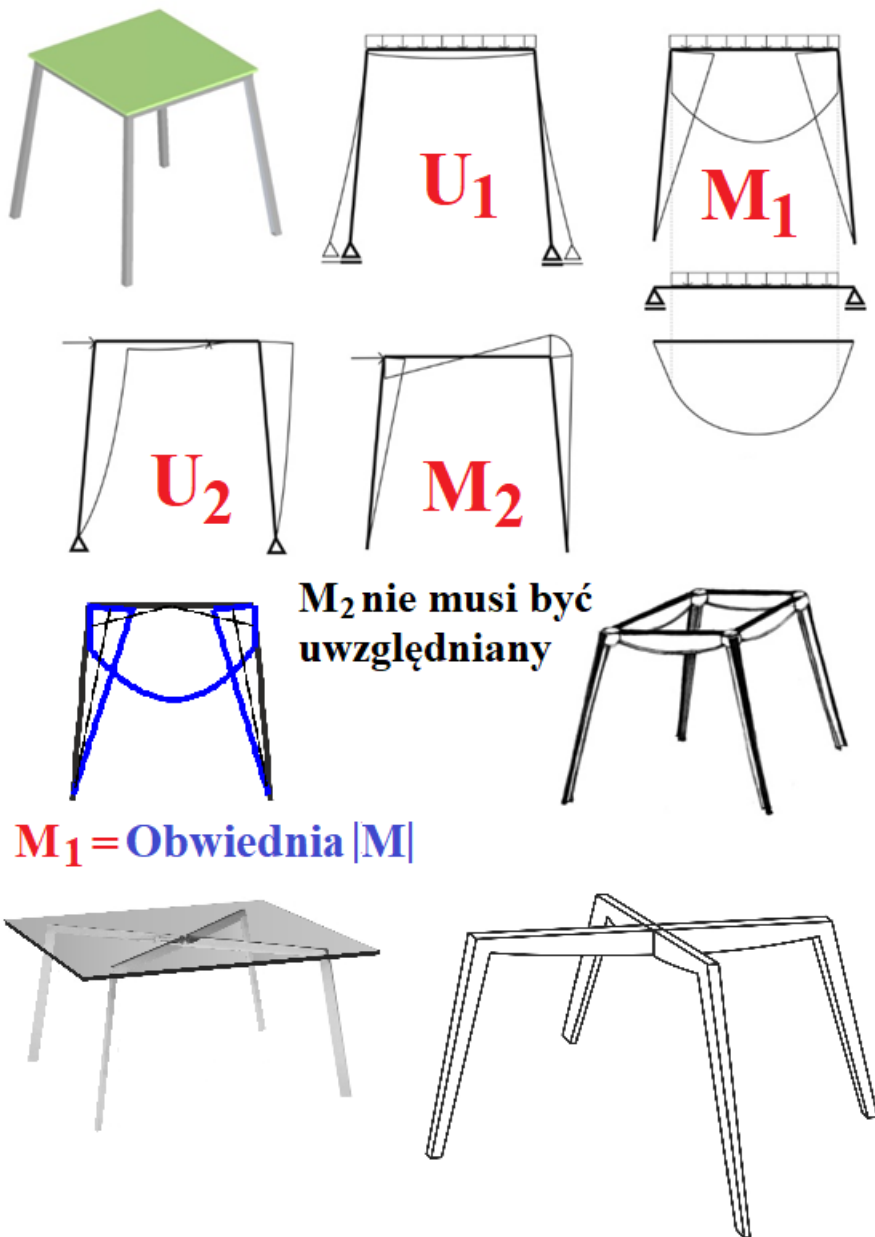 U₁
M₁
U₂
M₂
M₂ nie musi być
uwzględniany
M₁ = Obwiednia |M|